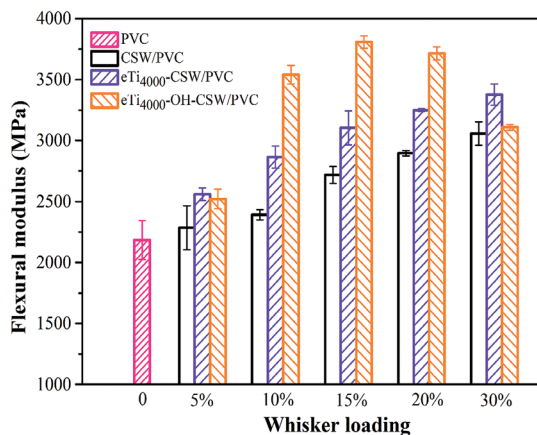 4000
3500
3000
2500
2000
1500
1000
Flexural modulus (MPa)
PVC
CSW/PVC
eTi4000-CSW/PVC
eTi4000-OH-CSW/PVC
0 5% 10% 15% 20% 30%
Whisker loading